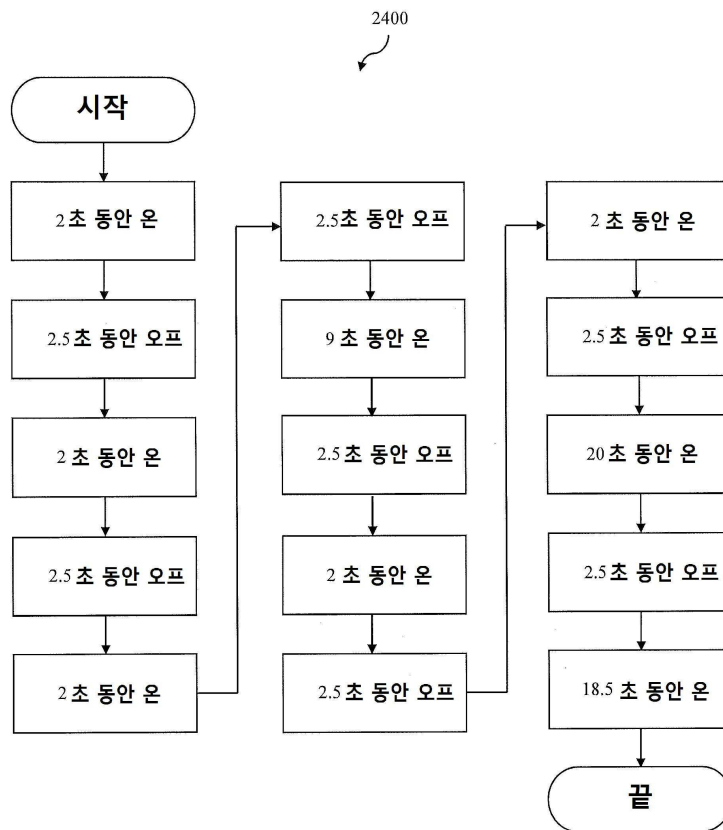 2400
시작
2초 동안 온
2.5초 동안 오프
2초 동안 온
2.5초 동안 오프
2초 동안 온
2.5초 동안 오프
9초 동안 온
2.5초 동안 오프
2초 동안 온
2.5초 동안 오프
2초 동안 온
2.5초 동안 오프
20초 동안 온
2.5초 동안 오프
18.5초 동안 온
끝